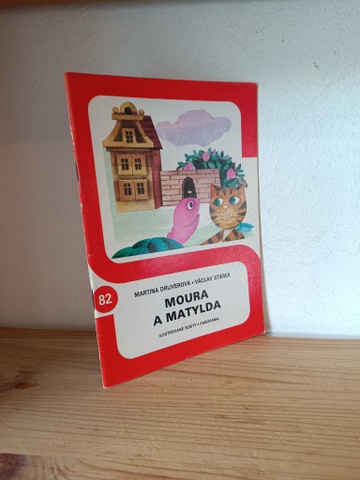 82
MARTINA DRIJVEROVÁ • VÁCLAV STÁREK
MOURA
A MATYLDA
ILUSTROVANÉ SEŠITY • PANORAMA